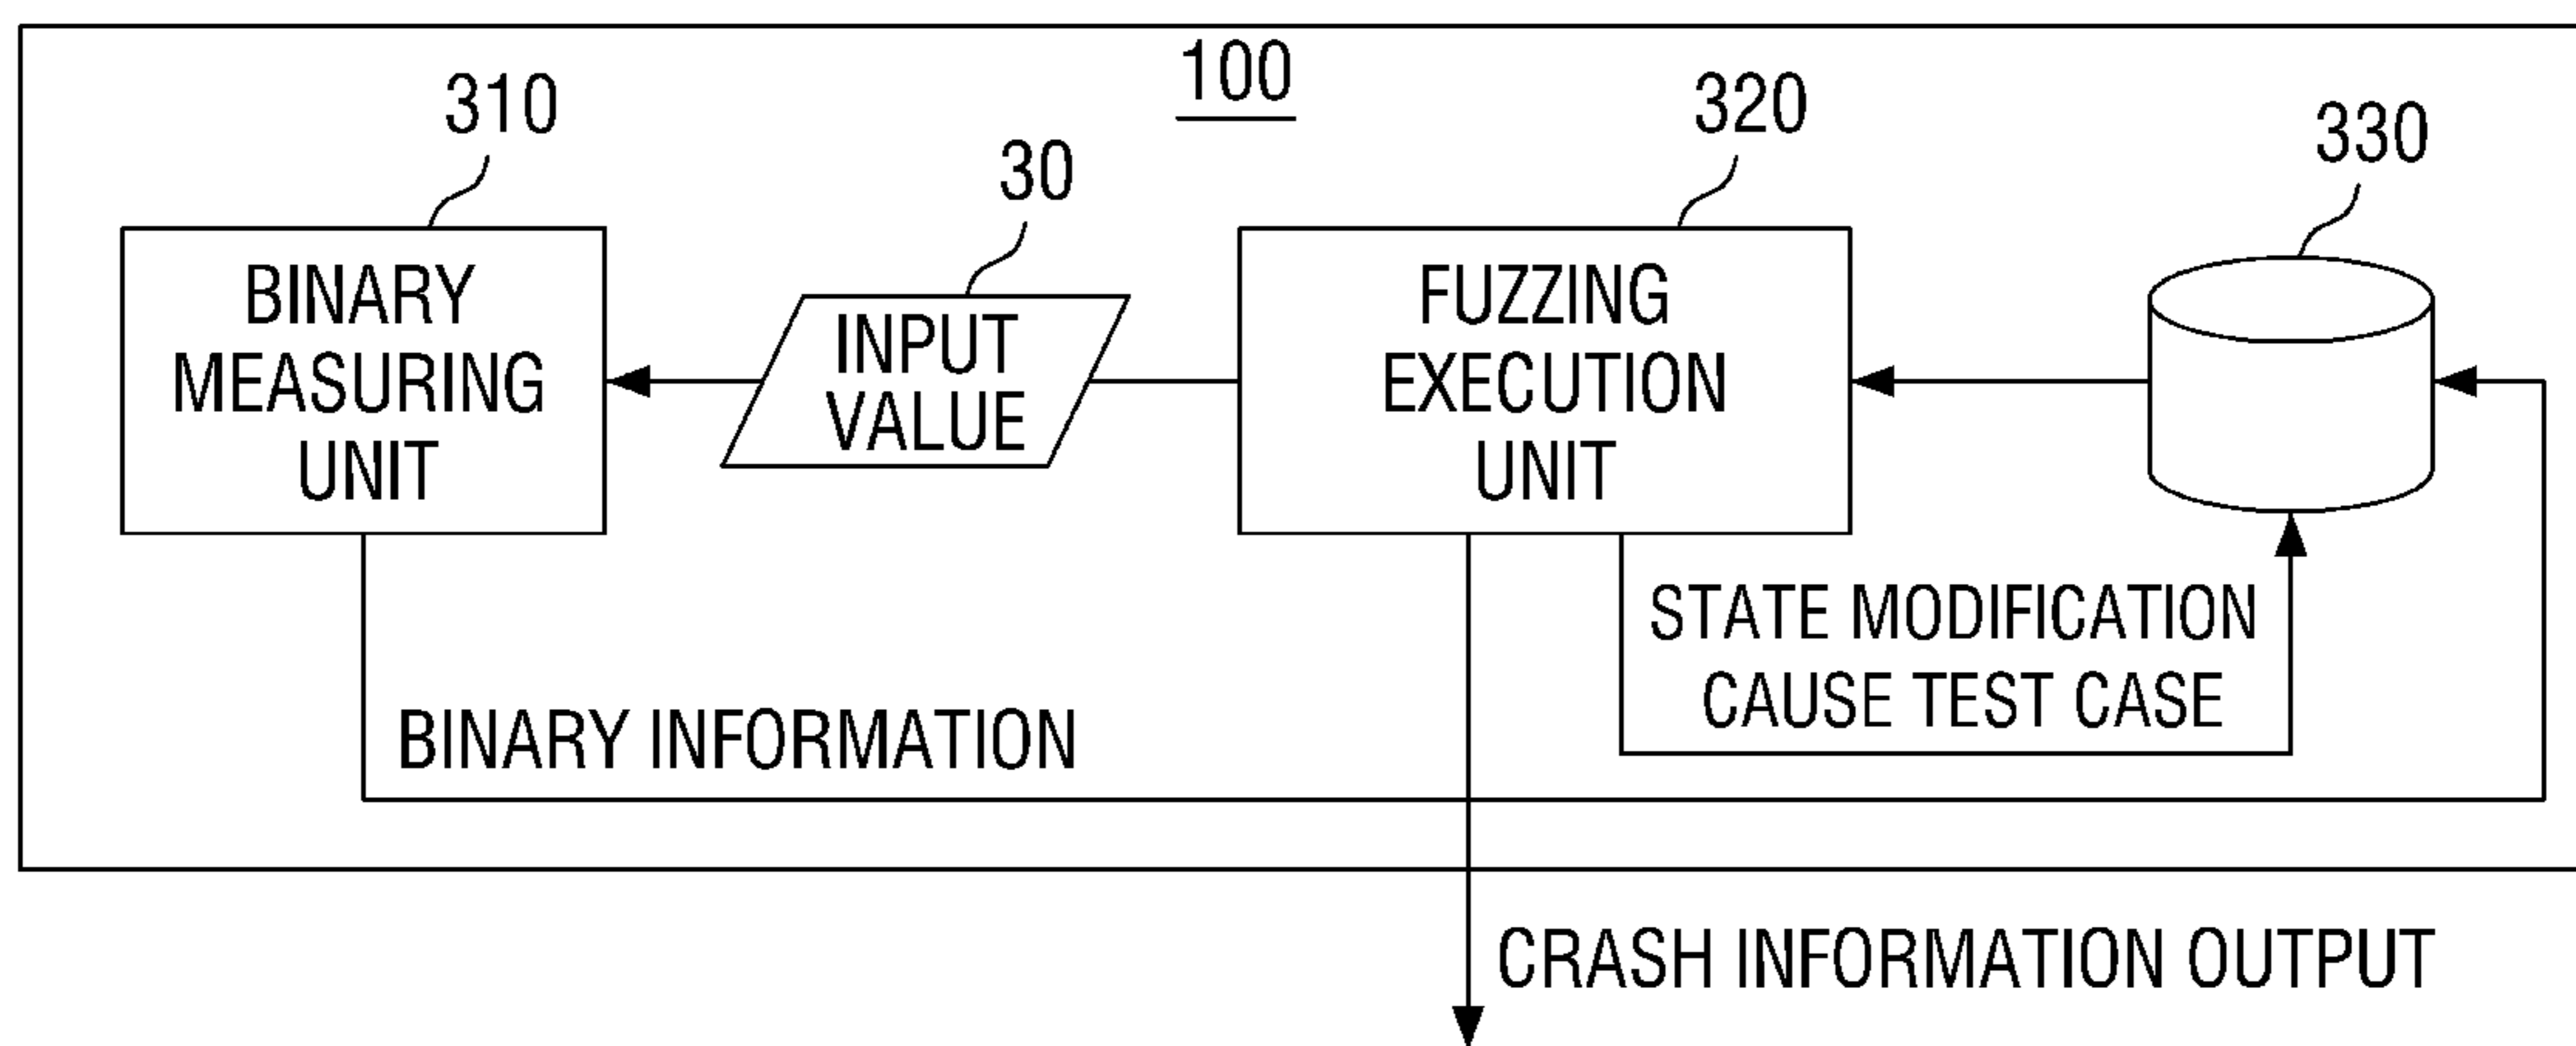 100
310
30
320
330
BINARY
MEASURING
UNIT
INPUT
VALUE
FUZZING
EXECUTION
UNIT
STATE MODIFICATION
CAUSE TEST CASE
BINARY INFORMATION
CRASH INFORMATION OUTPUT